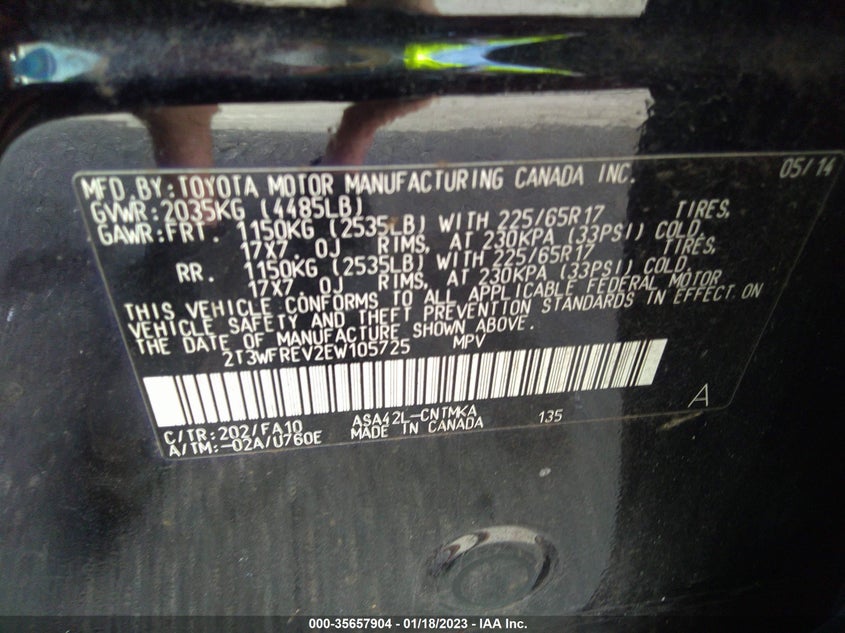 MFD. BY: TOYOTA MOTOR MANUFACTURING CANADA INC. 05/14
GVWR: 2035KG (4485LB)
GAWR: FRT. 1150KG (2535LB) WITH 225/65R17 TIRES,
17X7.0J RIMS, AT 230KPA (33PSI) COLD.
RR. 1150KG (2535LB) WITH 225/65R17 TIRES,
17X7.0J RIMS, AT 230KPA (33PSI) COLD.
THIS VEHICLE CONFORMS TO ALL APPLICABLE FEDERAL MOTOR
VEHICLE SAFETY AND THEFT PREVENTION STANDARDS IN EFFECT ON
THE DATE OF MANUFACTURE SHOWN ABOVE.
2T3WFREV2EW105725 MPV
C/TR: 202/FA10 ASA42L-CNTMKA 135 A
A/TM: -02A/U760E MADE IN CANADA
000-35657904 - 01/18/2023 - IAA Inc.